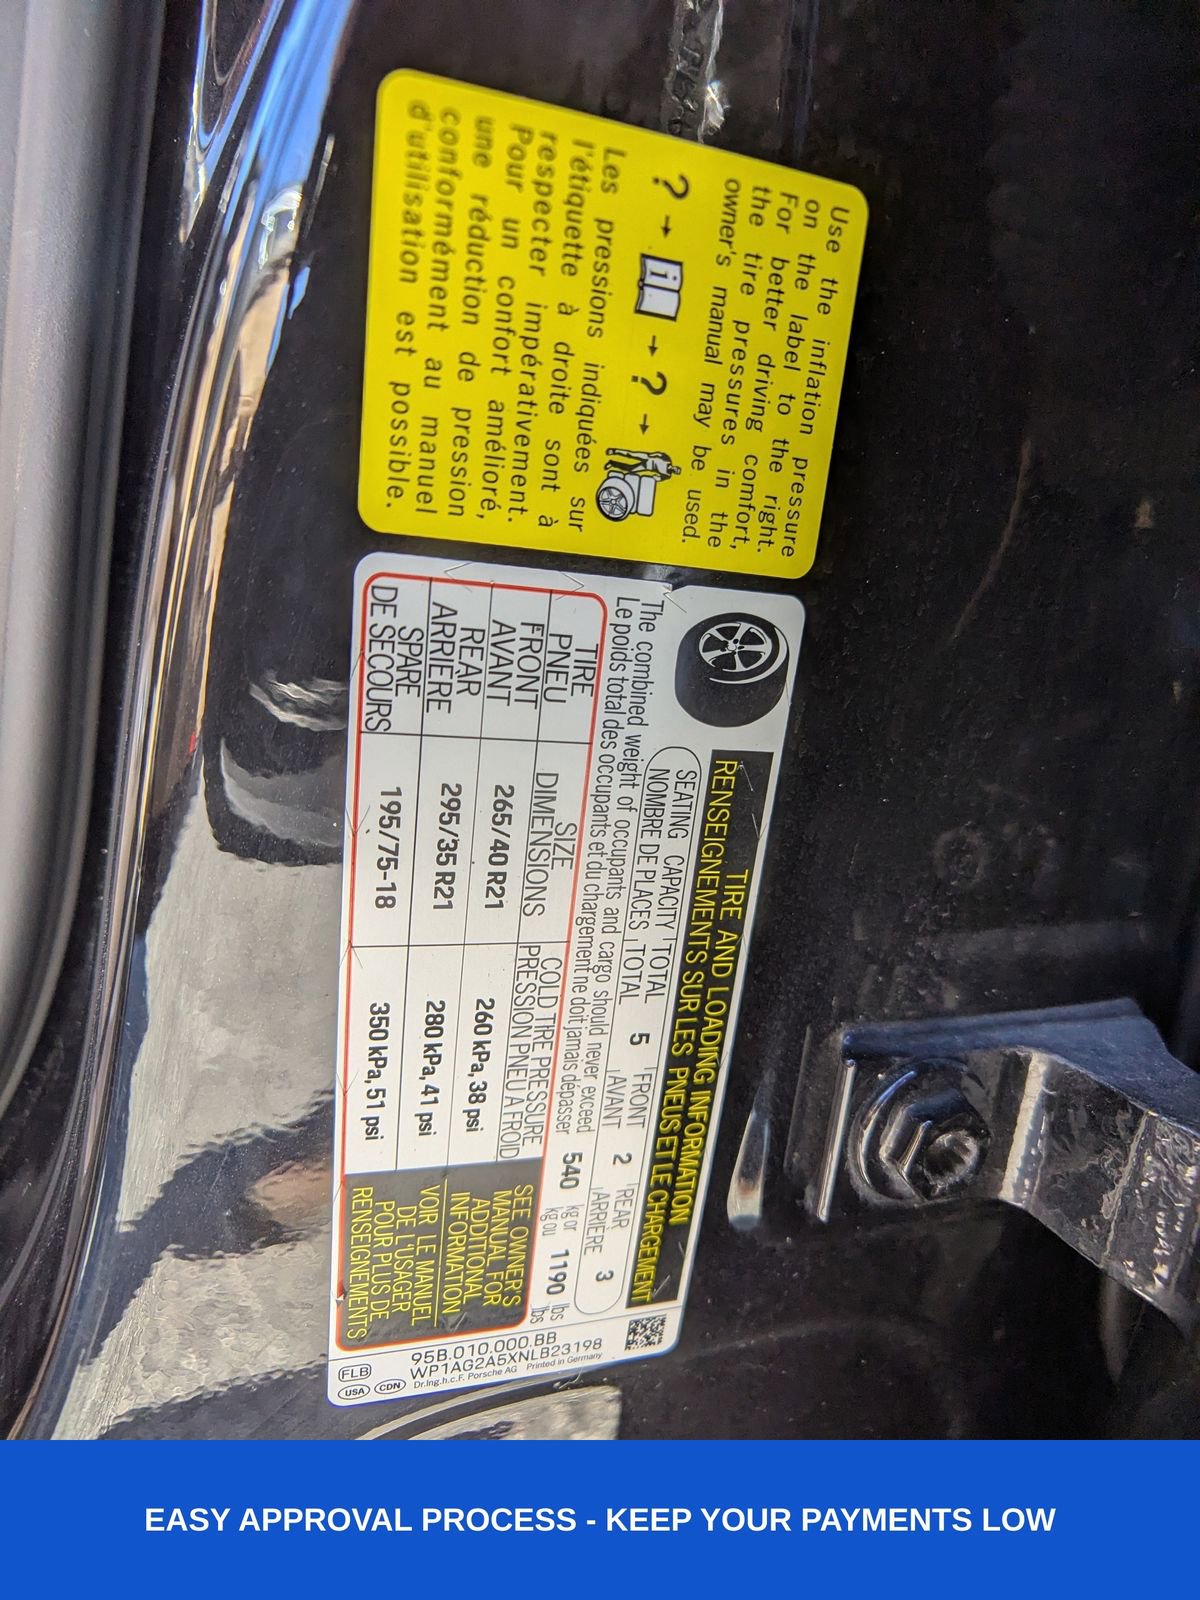 Use the inflation pressure
on the label to the right.
For better driving comfort,
the tire pressures in the
owner's manual may be used.
? → i → ? →
Les pressions indiquées sur
l'étiquette à droite sont à
respecter impérativement.
Pour un confort amélioré,
une réduction de pression
conformément au manuel
d'utilisation est possible.
TIRE AND LOADING INFORMATION
RENSEIGNEMENTS SUR LES PNEUS ET LE CHARGEMENT
SEATING CAPACITY TOTAL 5 FRONT 2 REAR 3
NOMBRE DE PLACES TOTAL AVANT ARRIERE
The combined weight of occupants and cargo should never exceed 540 kg or 1190 lbs
Le poids total des occupants et du chargement ne doit jamais dépasser kg ou lbs
TIRE SIZE COLD TIRE PRESSURE
PNEU DIMENSIONS PRESSION PNEU A FROID
FRONT 265/40 R21 260 kPa, 38 psi
AVANT
REAR 295/35 R21 280 kPa, 41 psi
ARRIERE
SPARE 195/75-18 350 kPa, 51 psi
DE SECOURS
SEE OWNER'S
MANUAL FOR
ADDITIONAL
INFORMATION
VOIR LE MANUEL
DE L'USAGER
POUR PLUS DE
RENSEIGNEMENTS
95B.010.000.BB
WP1AG2A5XNLB23198
Dr.Ing.h.c.F. Porsche AG Printed in Germany
FLB
USA CDN
EASY APPROVAL PROCESS - KEEP YOUR PAYMENTS LOW